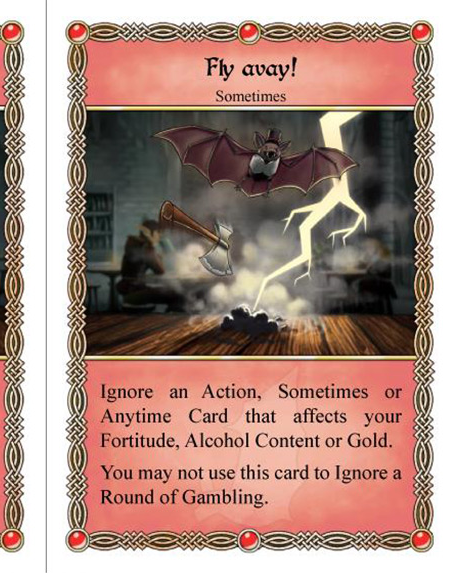 Fly avay!
Sometimes
Ignore an Action, Sometimes or
Anytime Card that affects your
Fortitude, Alcohol Content or Gold.
You may not use this card to Ignore a
Round of Gambling.